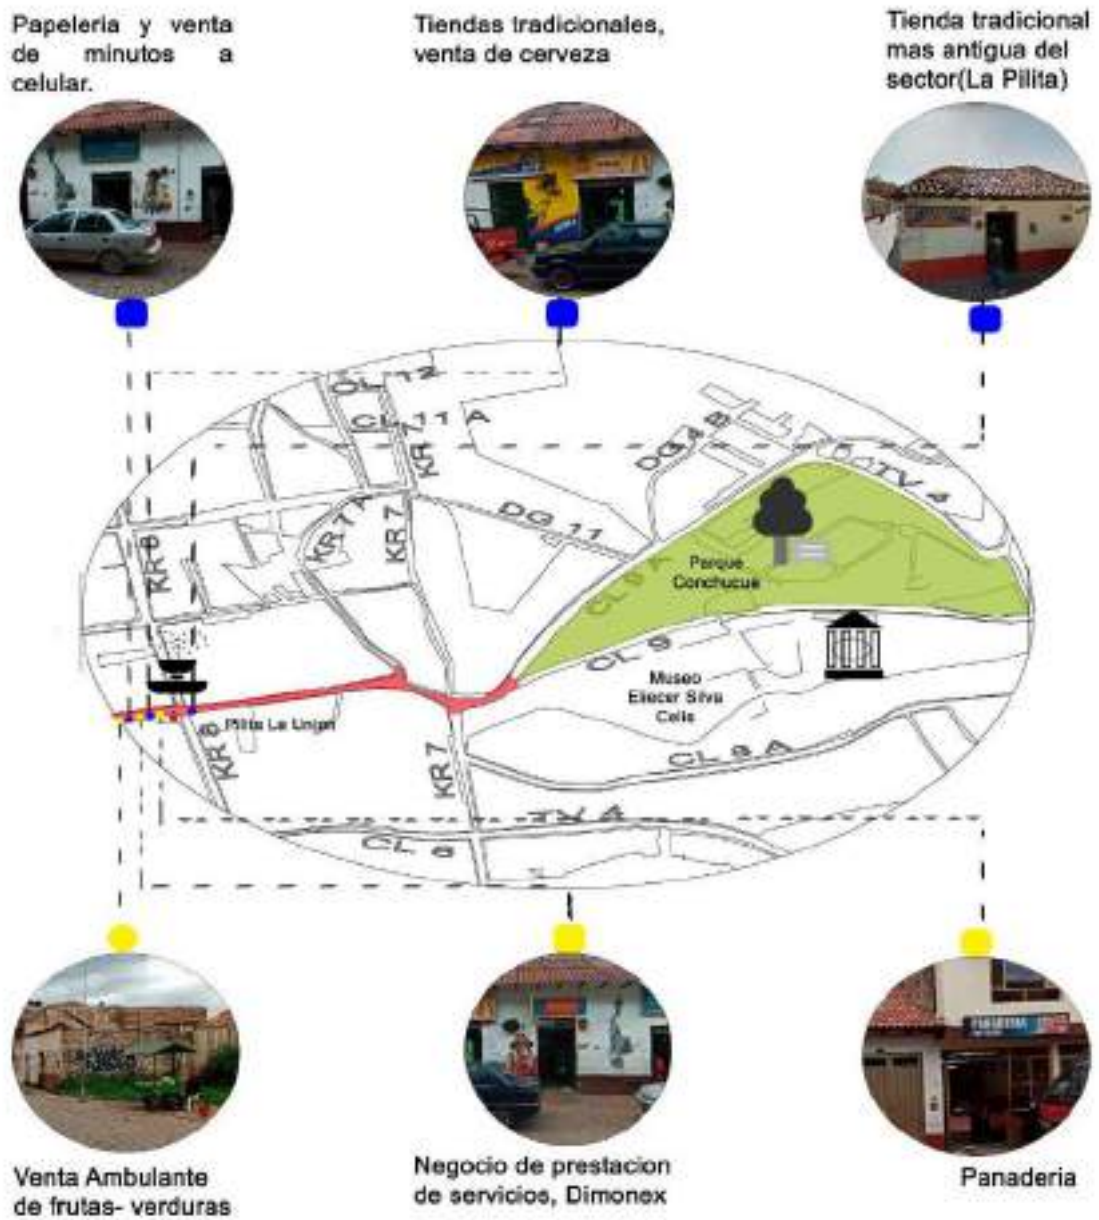 Papeleria y venta
de minutos a
celular.
Tiendas tradicionales,
venta de cerveza
Tienda tradicional
mas antigua del
sector(La Pilita)
CL 12
CL 11 A
KR 7
DG 4 B
TV 4
KR 7 A
KR 7
DG 11
KR 8
CL 9 A
Parque
Conchucua
CL 9
Museo
Eliecer Silva
Celis
Pilita La Union
KR 8
KR 7
CL 8 A
TV 4
CL 6
PANADERIA
Venta Ambulante
de frutas- verduras
Negocio de prestacion
de servicios, Dimonex
Panaderia